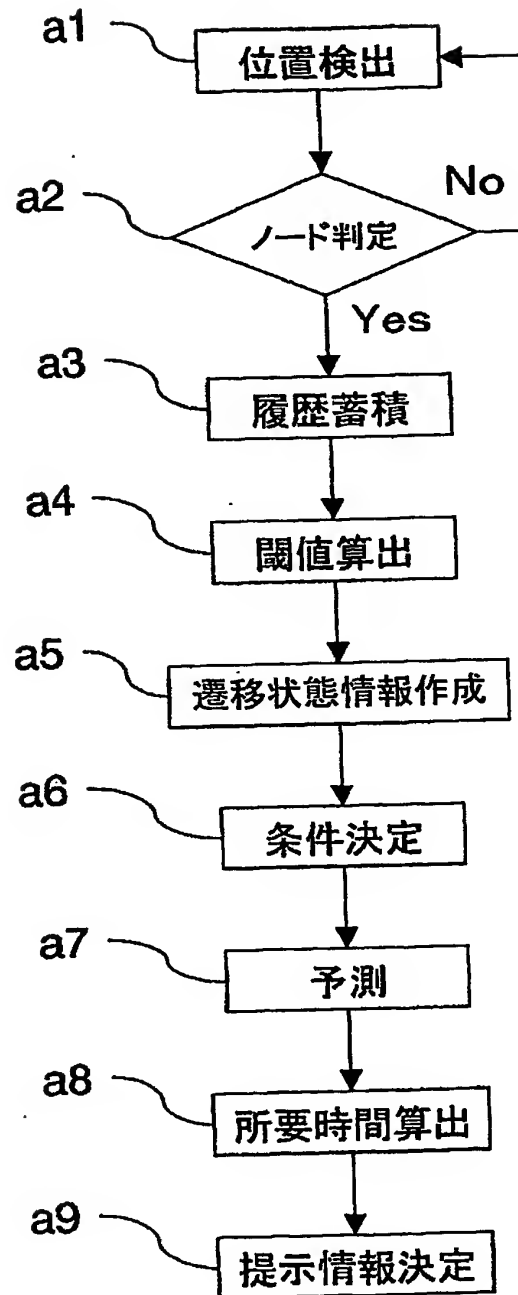 a1
位置検出
No
a2
ノード判定
Yes
a3
履歴蓄積
a4
閾値算出
a5
遷移状態情報作成
a6
条件決定
a7
予測
a8
所要時間算出
a9
提示情報決定